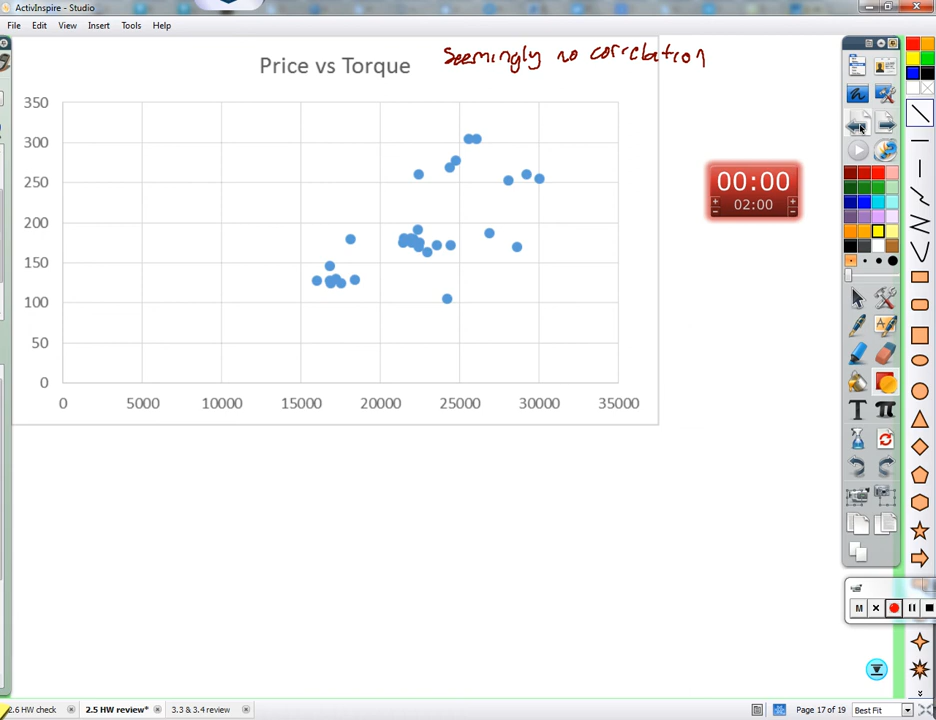 ActivInspire - Studio
File Edit View Insert Tools Help
Seemingly no correlation
Price vs Torque
350
300
250
200
150
100
50
0
0 5000 10000 15000 20000 25000 30000 35000
00:00
02:00
T π
M
2.6 HW check 2.5 HW review* 3.3 & 3.4 review Page 17 of 19 Best Fit